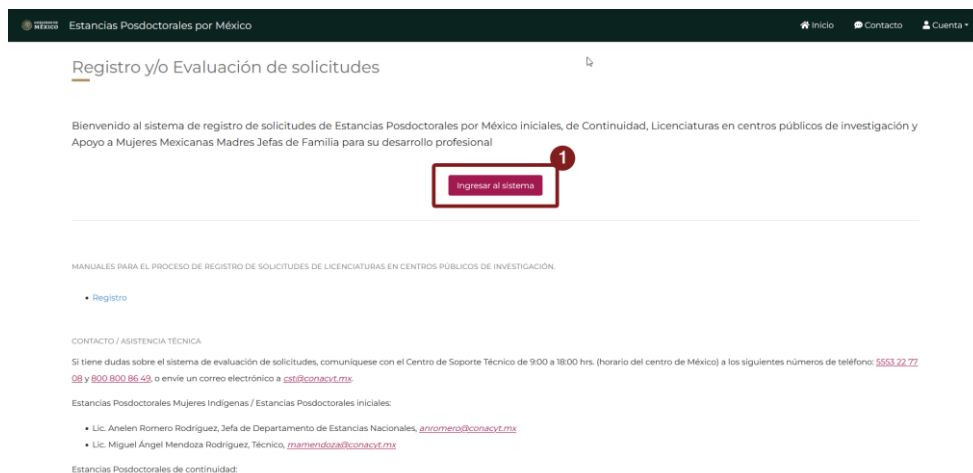 GOBIERNO DE MÉXICO Estancias Posdoctorales por México Inicio Contacto Cuenta
Registro y/o Evaluación de solicitudes
Bienvenido al sistema de registro de solicitudes de Estancias Posdoctorales por México iniciales, de Continuidad, Licenciaturas en centros públicos de investigación y
Apoyo a Mujeres Mexicanas Madres Jefas de Familia para su desarrollo profesional
1
Ingresar al sistema
MANUALES PARA EL PROCESO DE REGISTRO DE SOLICITUDES DE LICENCIATURAS EN CENTROS PÚBLICOS DE INVESTIGACIÓN.
• Registro
CONTACTO / ASISTENCIA TÉCNICA
Si tiene dudas sobre el sistema de evaluación de solicitudes, comuníquese con el Centro de Soporte Técnico de 9:00 a 18:00 hrs. (horario del centro de México) a los siguientes números de teléfono: 5553 22 77
08 y 800 800 86 49, o envíe un correo electrónico a cst@conacyt.mx.
Estancias Posdoctorales Mujeres Indígenas / Estancias Posdoctorales iniciales:
• Lic. Anelen Romero Rodríguez, Jefa de Departamento de Estancias Nacionales, anromero@conacyt.mx
• Lic. Miguel Ángel Mendoza Rodríguez, Técnico, mamendoza@conacyt.mx
Estancias Posdoctorales de continuidad: